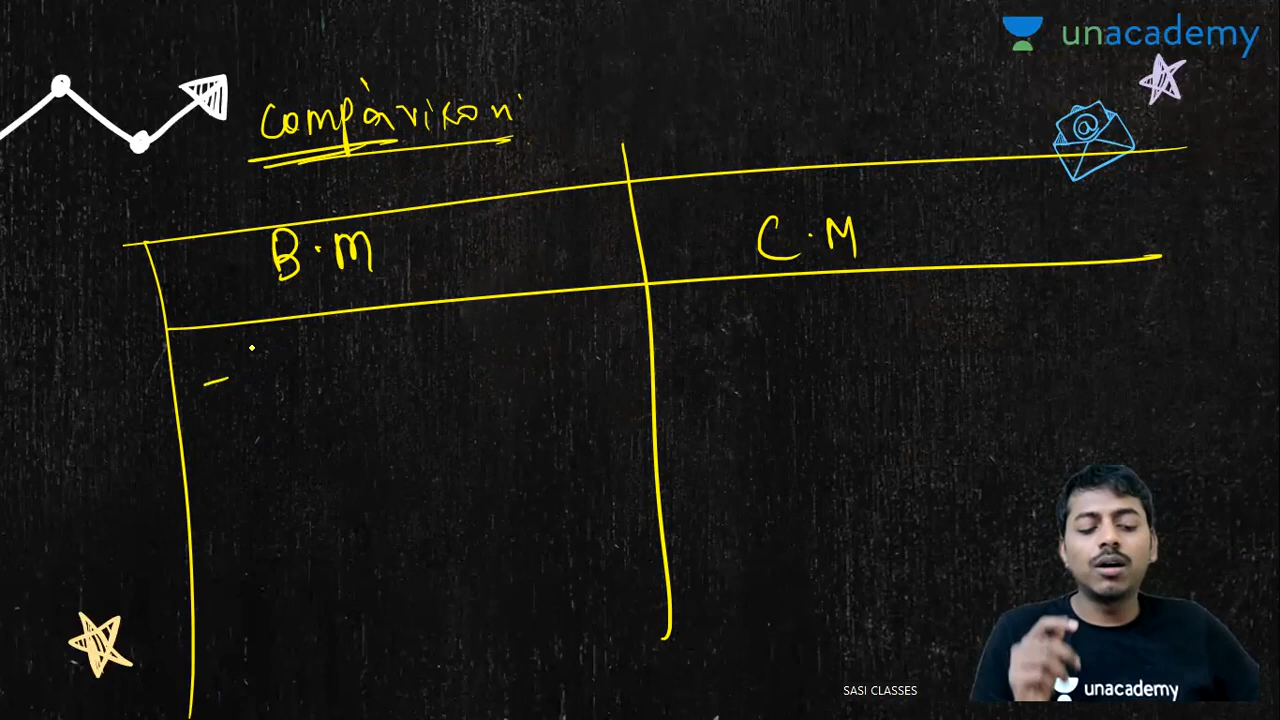 unacademy
comparison
B.M
C.M
@
SASI CLASSES
unacademy